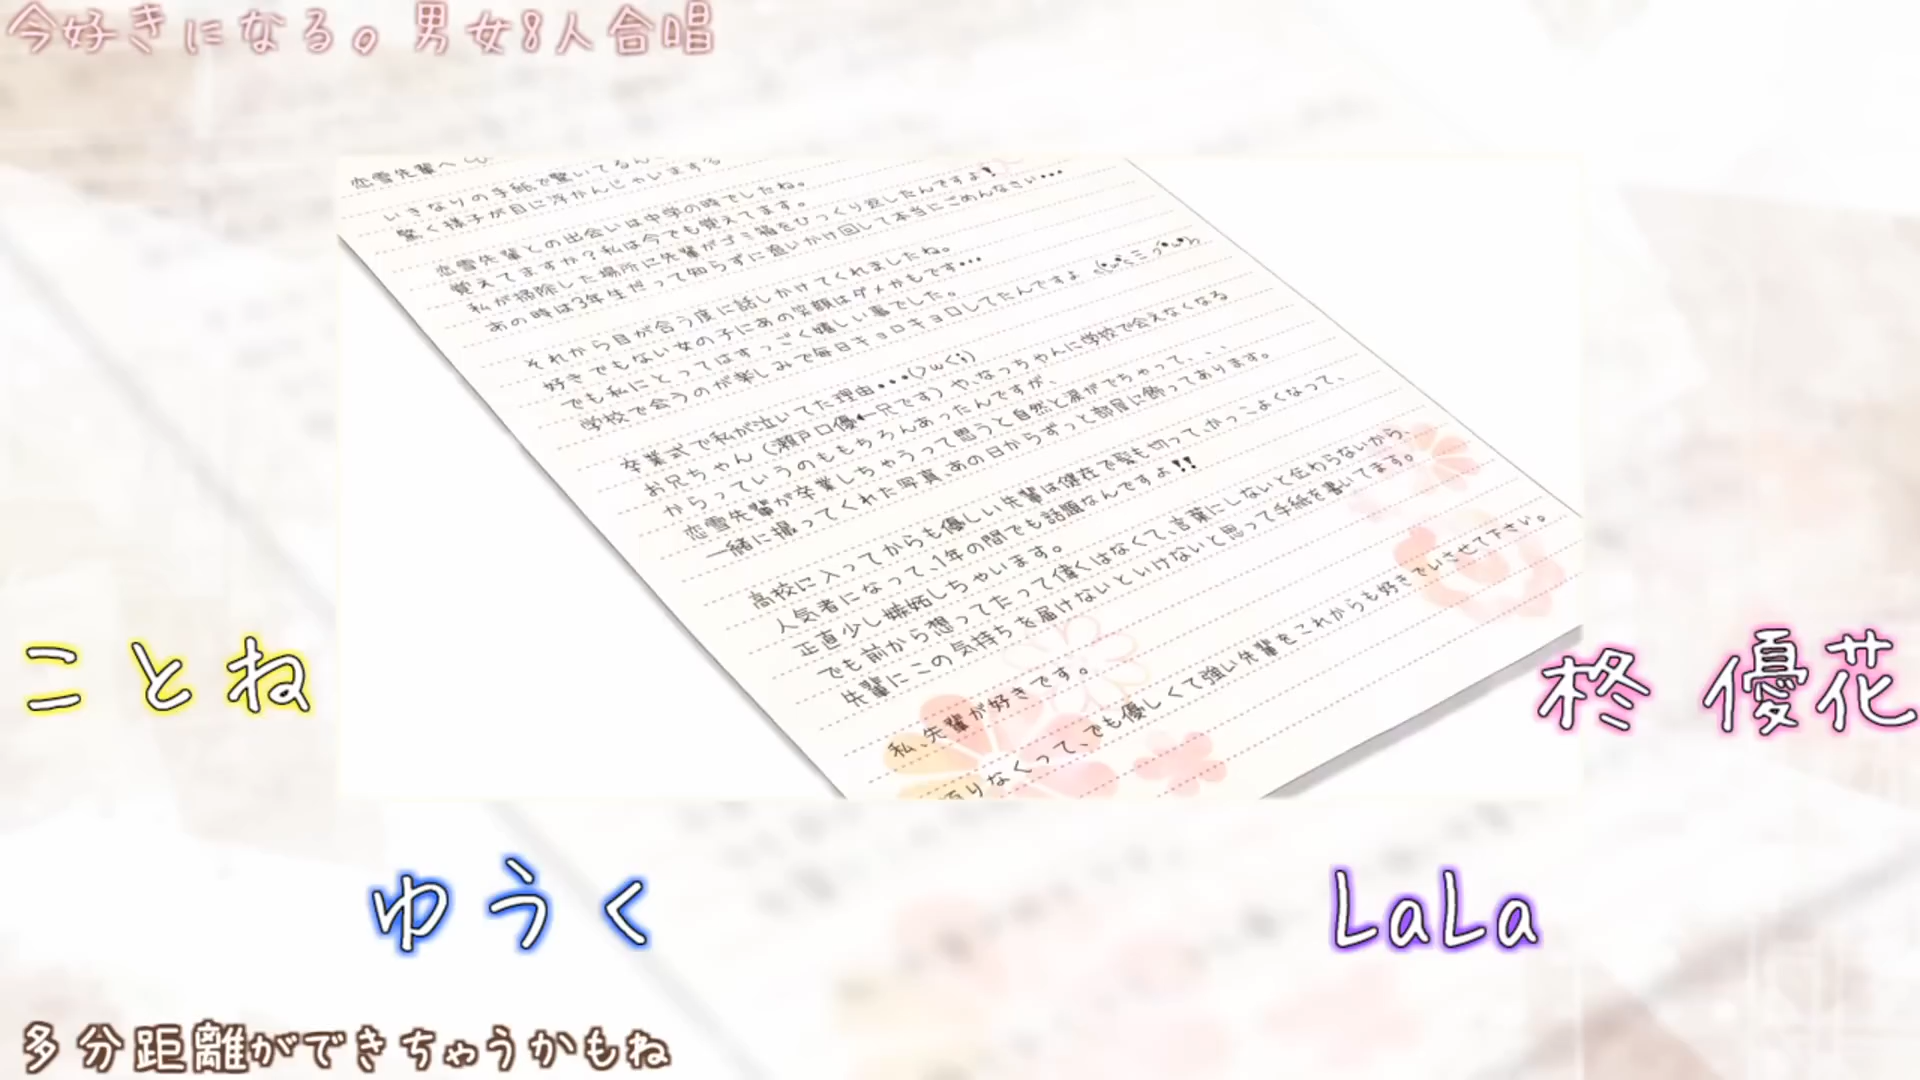 今好きになる。男女8人合唱
恋雪先輩へ
いきなりの手紙で驚いてるんじ
驚く様子が目に浮かんじゃいまする
恋雪先輩との出会いは中学の時でしたね。
覚えてますか?私は今でも覚えてます。
私が掃除した場所に先輩がゴミ箱をひっくり返したんですよ!
あの時は3年生だって知らずに追いかけ回して本当にごめんなさい…
それから目が合う度に話しかけてくれましたね。
好きでもない女の子にあの笑顔はダメかもです…
でも私にとってはすっごく嬉しい事でした。
学校で会うのが楽しみで毎日キョロキョロしてたんですよ
卒業式で私が泣いてた理由…(>ω<;)
お兄ちゃん(瀬戸口優←兄です)や、なっちゃんに学校で会えなくなる
からっていうのももちろんあったんですが、
恋雪先輩が卒業しちゃうって思うと自然と涙がでちゃって、、、
一緒に撮ってくれた写真あの日からずっと部屋に飾ってあります。
高校に入ってからも優しい先輩は健在で髪も切って、かっこよくなって、
人気者になって、1年の間でも話題なんですよ!!
正直少し嫉妬しちゃいます。
でも前から想ってたって偉くはなくて、言葉にしないと伝わらないから、
先輩にこの気持ちを届けないといけないと思って手紙を書いてます。
私、先輩が好きです。
頼りなくって、でも優しくて強い先輩をこれからも好きでいさせて下さい。
ことね
柊 優花
ゆうく
LaLa
多分距離ができちゃうかもね